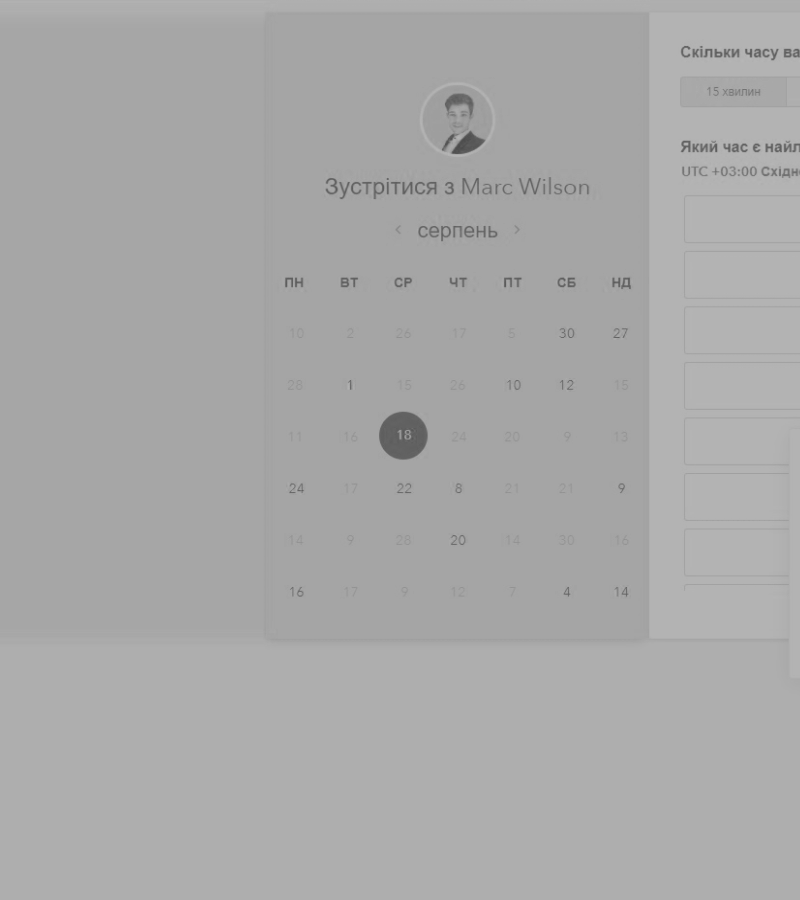 Зустрітися з Marc Wilson
серпень
ПН ВТ СР ЧТ ПТ СБ НД
10 2 26 17 5 30 27
28 1 15 26 10 12 15
11 16 18 24 20 9 13
24 17 22 8 21 21 9
14 9 28 20 14 30 16
16 17 9 12 7 4 14
Скільки часу ва
15 хвилин
Який час є найл
UTC +03:00 Східн